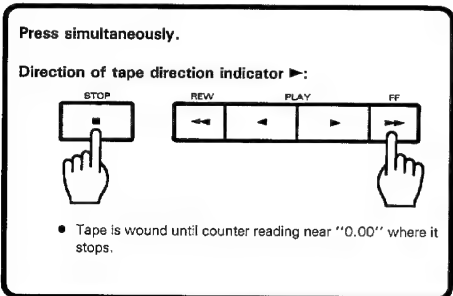 Press simultaneously.
Direction of tape direction indicator ►:
STOP REW PLAY FF
■ ◄◄ ◄ ► ►►
● Tape is wound until counter reading near "0.00" where it
stops.